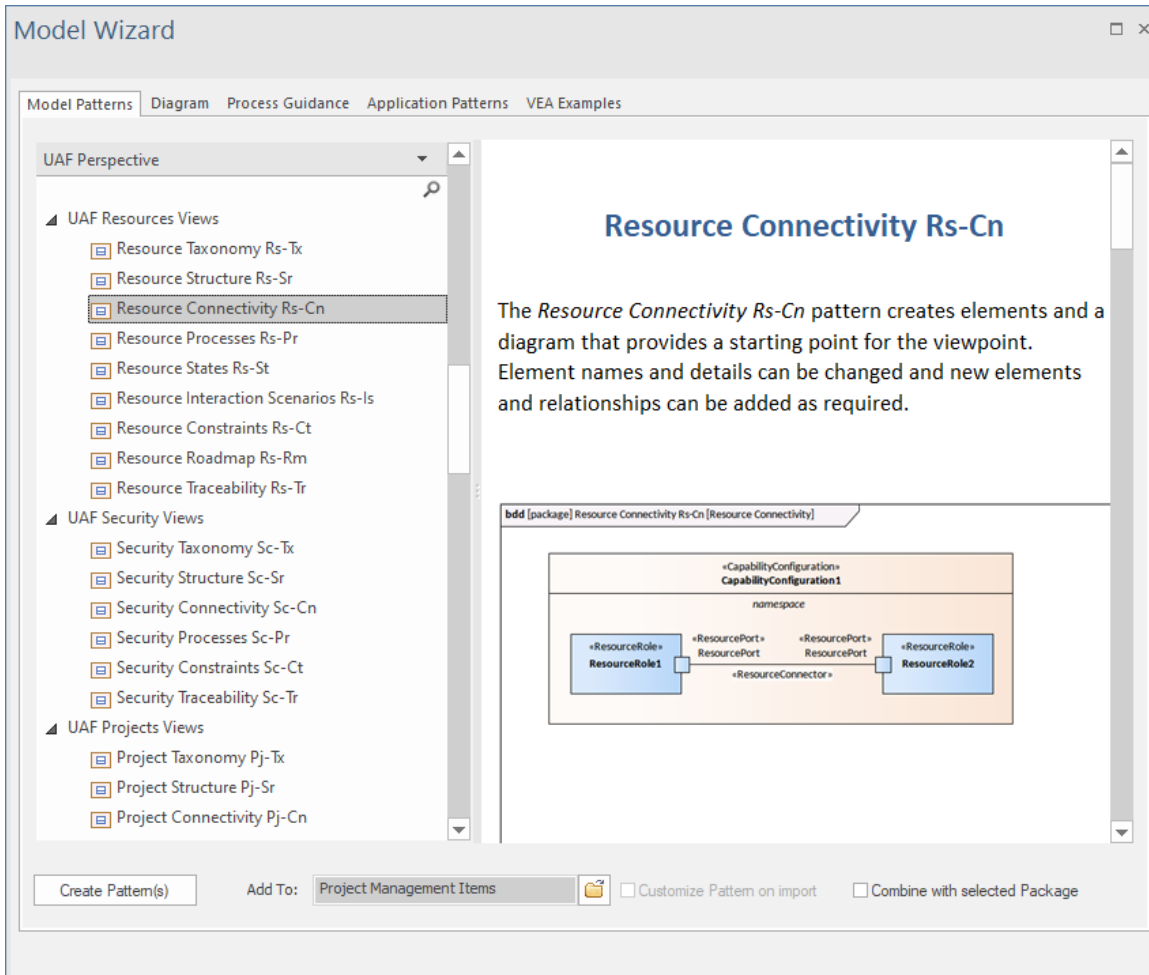 Model Wizard
Model Patterns Diagram Process Guidance Application Patterns VEA Examples
UAF Perspective
UAF Resources Views
Resource Taxonomy Rs-Tx
Resource Structure Rs-Sr
Resource Connectivity Rs-Cn
Resource Processes Rs-Pr
Resource States Rs-St
Resource Interaction Scenarios Rs-Is
Resource Constraints Rs-Ct
Resource Roadmap Rs-Rm
Resource Traceability Rs-Tr
UAF Security Views
Security Taxonomy Sc-Tx
Security Structure Sc-Sr
Security Connectivity Sc-Cn
Security Processes Sc-Pr
Security Constraints Sc-Ct
Security Traceability Sc-Tr
UAF Projects Views
Project Taxonomy Pj-Tx
Project Structure Pj-Sr
Project Connectivity Pj-Cn
Resource Connectivity Rs-Cn
The Resource Connectivity Rs-Cn pattern creates elements and a
diagram that provides a starting point for the viewpoint.
Element names and details can be changed and new elements
and relationships can be added as required.
bdd [package] Resource Connectivity Rs-Cn [Resource Connectivity]
«CapabilityConfiguration»
CapabilityConfiguration1
namespace
«ResourceRole»
ResourceRole1
«ResourcePort»
ResourcePort
«ResourcePort»
ResourcePort
«ResourceConnector»
«ResourceRole»
ResourceRole2
Create Pattern(s) Add To: Project Management Items Customize Pattern on import Combine with selected Package